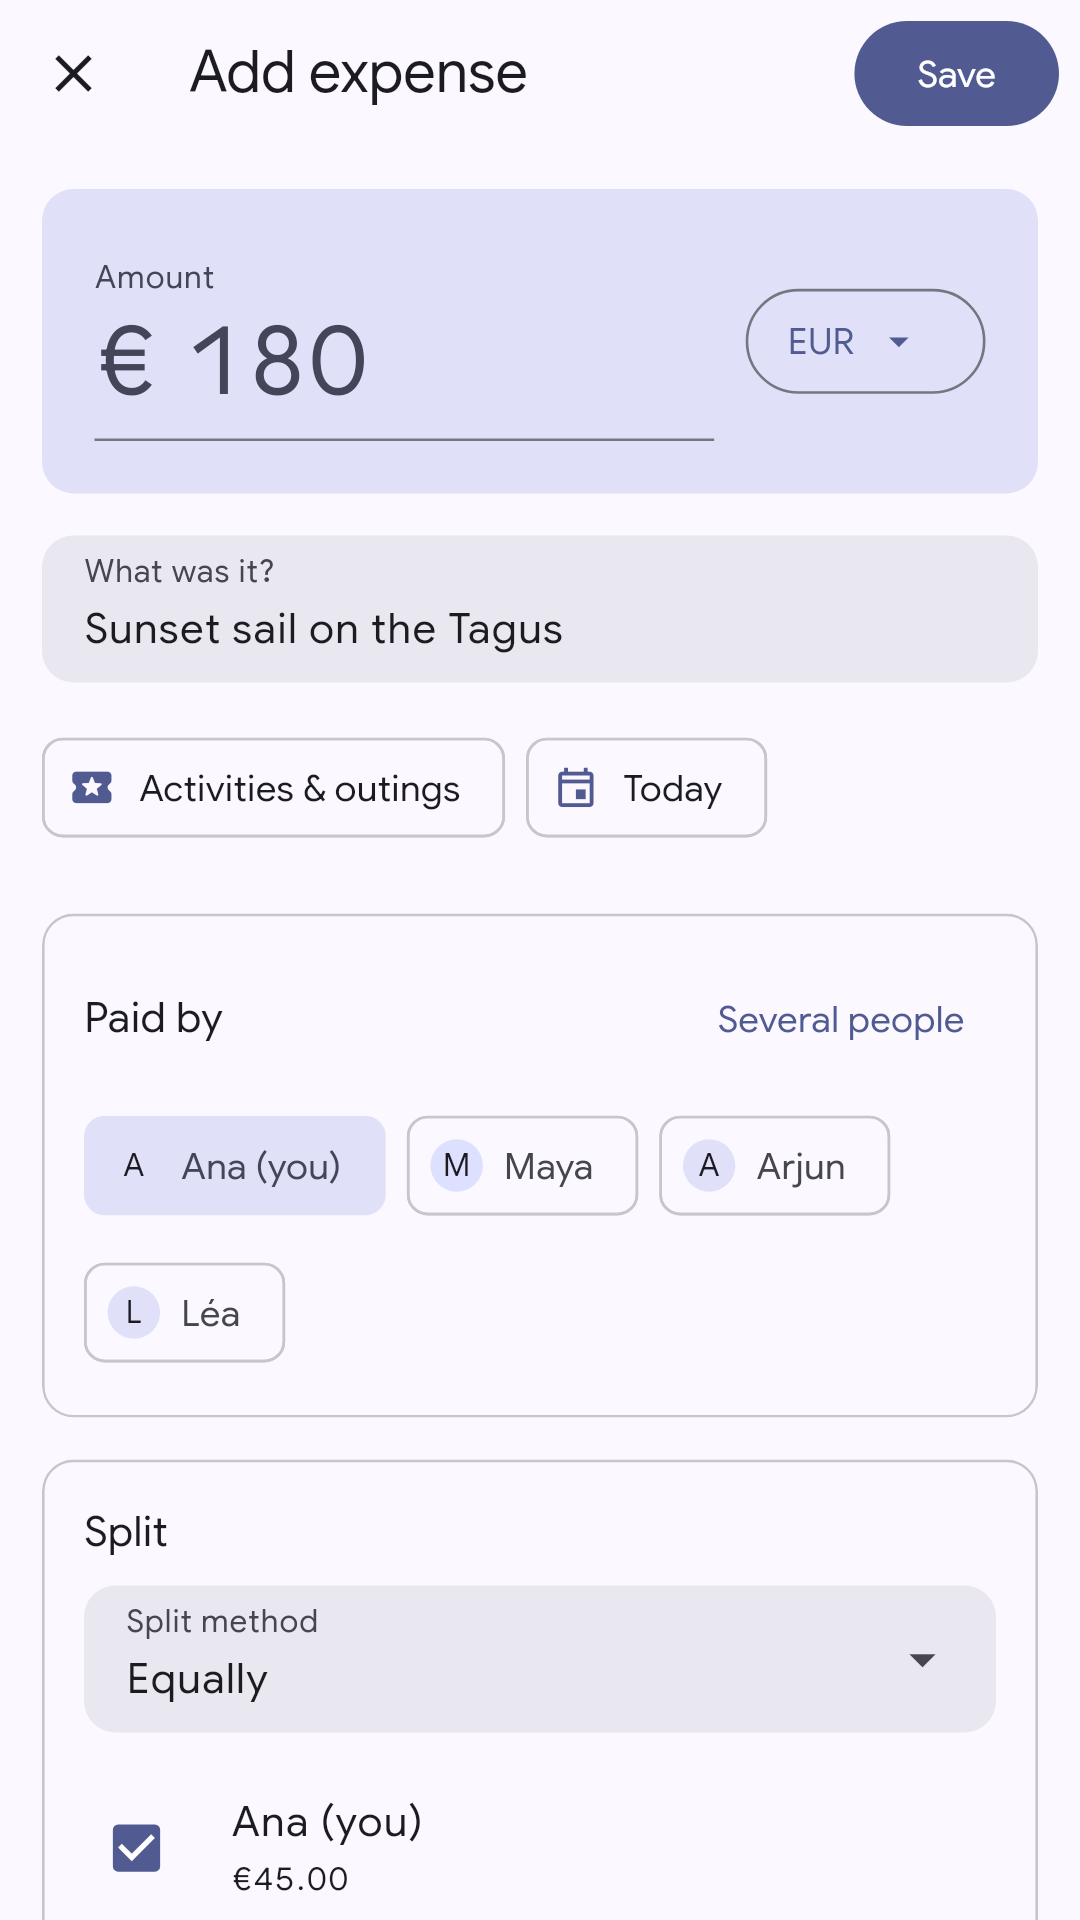 Add expense
Save
Amount
€ 180
EUR
What was it?
Sunset sail on the Tagus
Activities & outings
Today
Paid by
Several people
A Ana (you)
M Maya
A Arjun
L Léa
Split
Split method
Equally
Ana (you)
€45.00